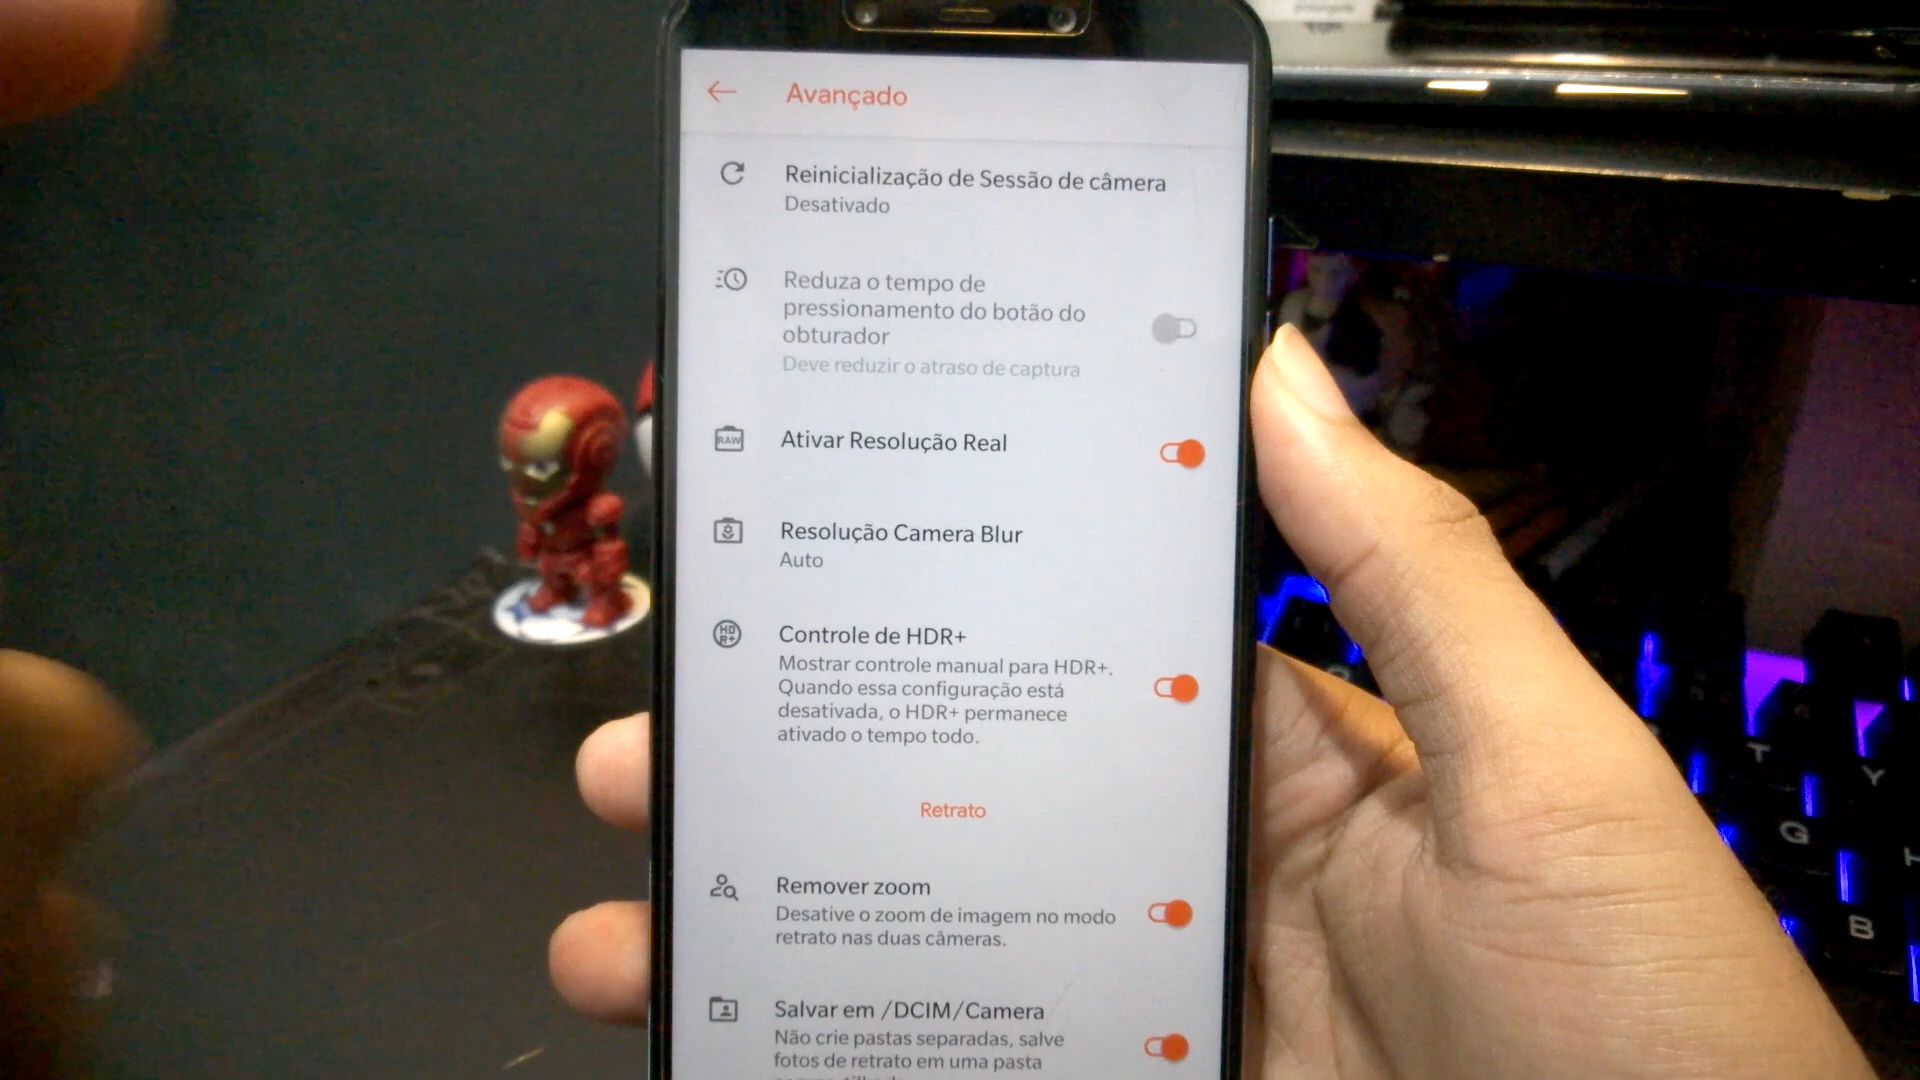 Avançado
Reinicialização de Sessão de câmera
Desativado
Reduza o tempo de
pressionamento do botão do
obturador
Deve reduzir o atraso de captura
RAW
Ativar Resolução Real
Resolução Camera Blur
Auto
HD
R+
Controle de HDR+
Mostrar controle manual para HDR+.
Quando essa configuração está
desativada, o HDR+ permanece
ativado o tempo todo.
Retrato
Remover zoom
Desative o zoom de imagem no modo
retrato nas duas câmeras.
Salvar em /DCIM/Camera
Não crie pastas separadas, salve
fotos de retrato em uma pasta
T
Y
G
H
B